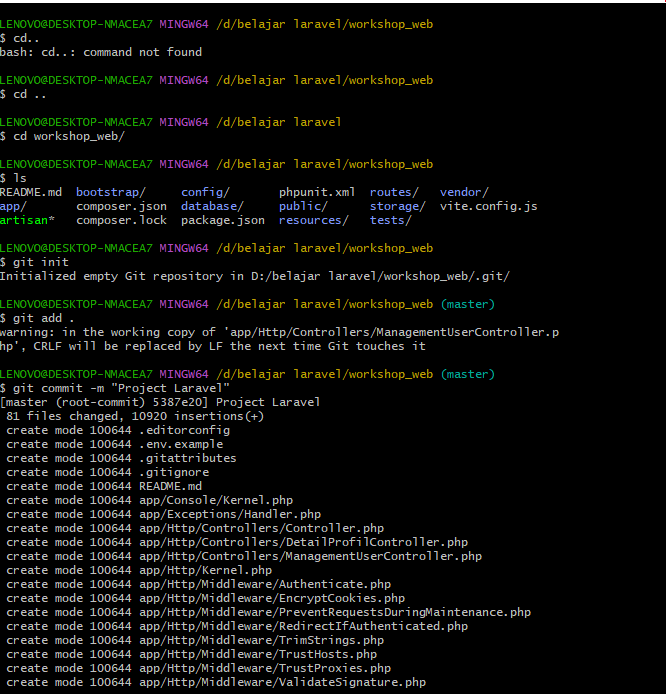 LENOVO@DESKTOP-NMACEA7 MINGW64 /d/belajar laravel/workshop_web
$ cd..
bash: cd..: command not found
LENOVO@DESKTOP-NMACEA7 MINGW64 /d/belajar laravel/workshop_web
$ cd ..
LENOVO@DESKTOP-NMACEA7 MINGW64 /d/belajar laravel
$ cd workshop_web/
LENOVO@DESKTOP-NMACEA7 MINGW64 /d/belajar laravel/workshop_web
$ ls
README.md  bootstrap/     config/       phpunit.xml  routes/   vendor/
app/       composer.json  database/     public/      storage/  vite.config.js
artisan*   composer.lock  package.json  resources/   tests/
LENOVO@DESKTOP-NMACEA7 MINGW64 /d/belajar laravel/workshop_web
$ git init
Initialized empty Git repository in D:/belajar laravel/workshop_web/.git/
LENOVO@DESKTOP-NMACEA7 MINGW64 /d/belajar laravel/workshop_web (master)
$ git add .
warning: in the working copy of 'app/Http/Controllers/ManagementUserController.p
hp', CRLF will be replaced by LF the next time Git touches it
LENOVO@DESKTOP-NMACEA7 MINGW64 /d/belajar laravel/workshop_web (master)
$ git commit -m "Project Laravel"
[master (root-commit) 5387e20] Project Laravel
 81 files changed, 10920 insertions(+)
 create mode 100644 .editorconfig
 create mode 100644 .env.example
 create mode 100644 .gitattributes
 create mode 100644 .gitignore
 create mode 100644 README.md
 create mode 100644 app/Console/Kernel.php
 create mode 100644 app/Exceptions/Handler.php
 create mode 100644 app/Http/Controllers/Controller.php
 create mode 100644 app/Http/Controllers/DetailProfilController.php
 create mode 100644 app/Http/Controllers/ManagementUserController.php
 create mode 100644 app/Http/Kernel.php
 create mode 100644 app/Http/Middleware/Authenticate.php
 create mode 100644 app/Http/Middleware/EncryptCookies.php
 create mode 100644 app/Http/Middleware/PreventRequestsDuringMaintenance.php
 create mode 100644 app/Http/Middleware/RedirectIfAuthenticated.php
 create mode 100644 app/Http/Middleware/TrimStrings.php
 create mode 100644 app/Http/Middleware/TrustHosts.php
 create mode 100644 app/Http/Middleware/TrustProxies.php
 create mode 100644 app/Http/Middleware/ValidateSignature.php